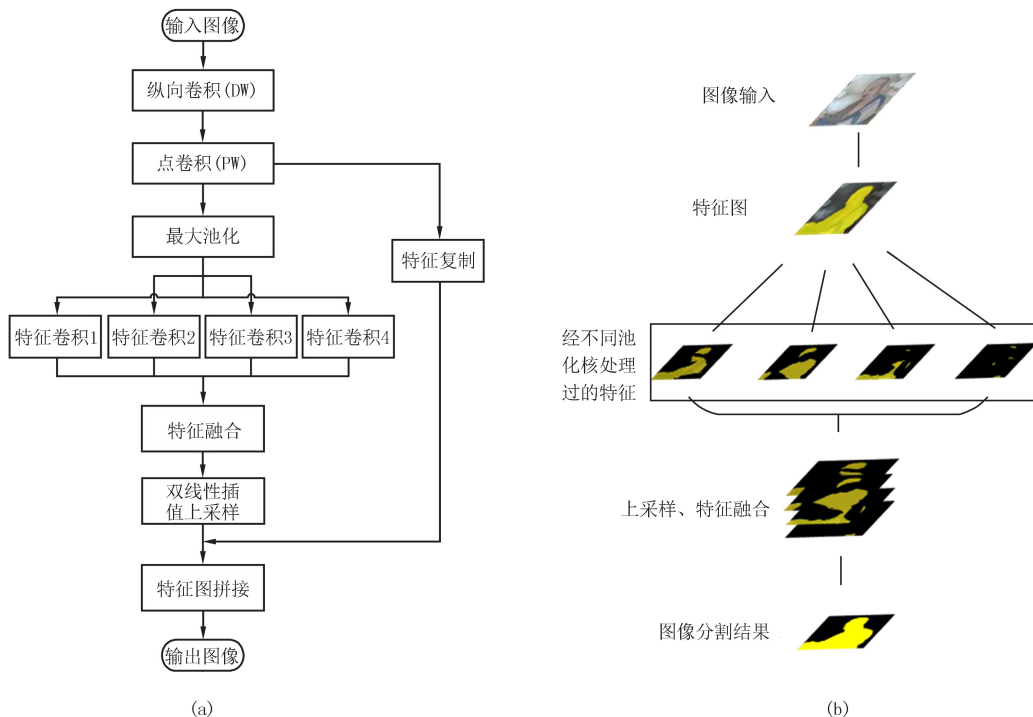 输入图像
纵向卷积(DW)
点卷积(PW)
最大池化
特征复制
特征卷积1
特征卷积2
特征卷积3
特征卷积4
特征融合
双线性插
值上采样
特征图拼接
输出图像
(a)
图像输入
特征图
经不同池
化核处理
过的特征
上采样、特征融合
图像分割结果
(b)